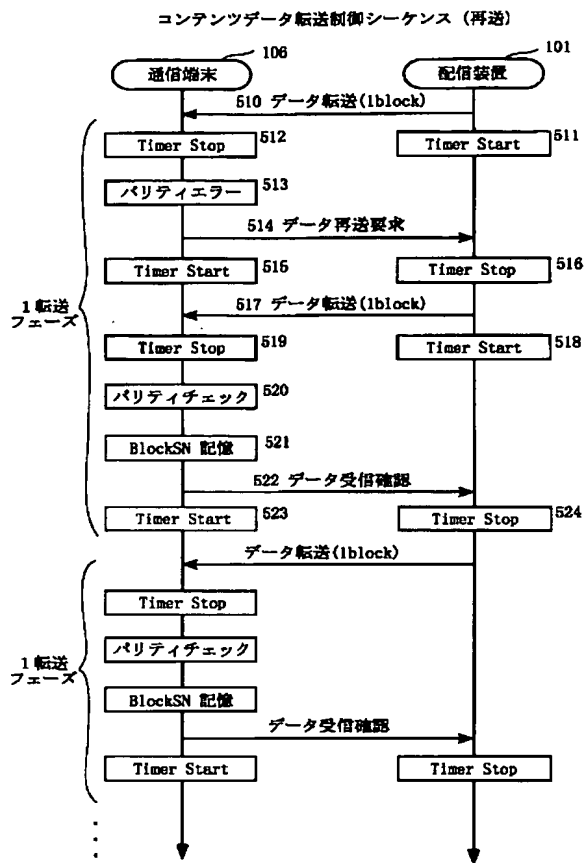 コンテンツデータ転送制御シーケンス (再送)
106
101
通信端末
配信装置
510 データ転送(1block)
Timer Stop
512
Timer Start
511
パリティエラー
513
514 データ再送要求
Timer Start
515
Timer Stop
516
1転送
フェーズ
517 データ転送(1block)
Timer Stop
519
Timer Start
518
パリティチェック
520
BlockSN 記憶
521
522 データ受信確認
Timer Start
523
Timer Stop
524
データ転送(1block)
Timer Stop
1転送
フェーズ
パリティチェック
BlockSN 記憶
データ受信確認
Timer Start
Timer Stop